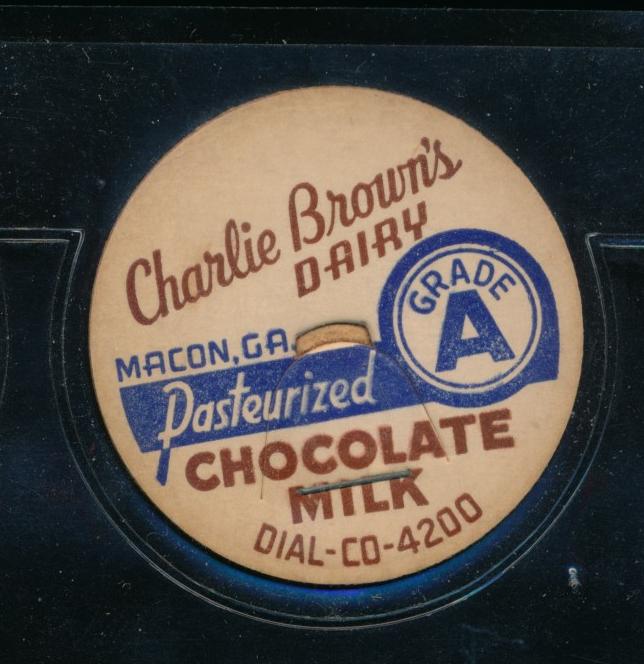 Charlie Brown's
DAIRY
GRADE
A
MACON, GA.
Pasteurized
CHOCOLATE
MILK
DIAL-CO-4200